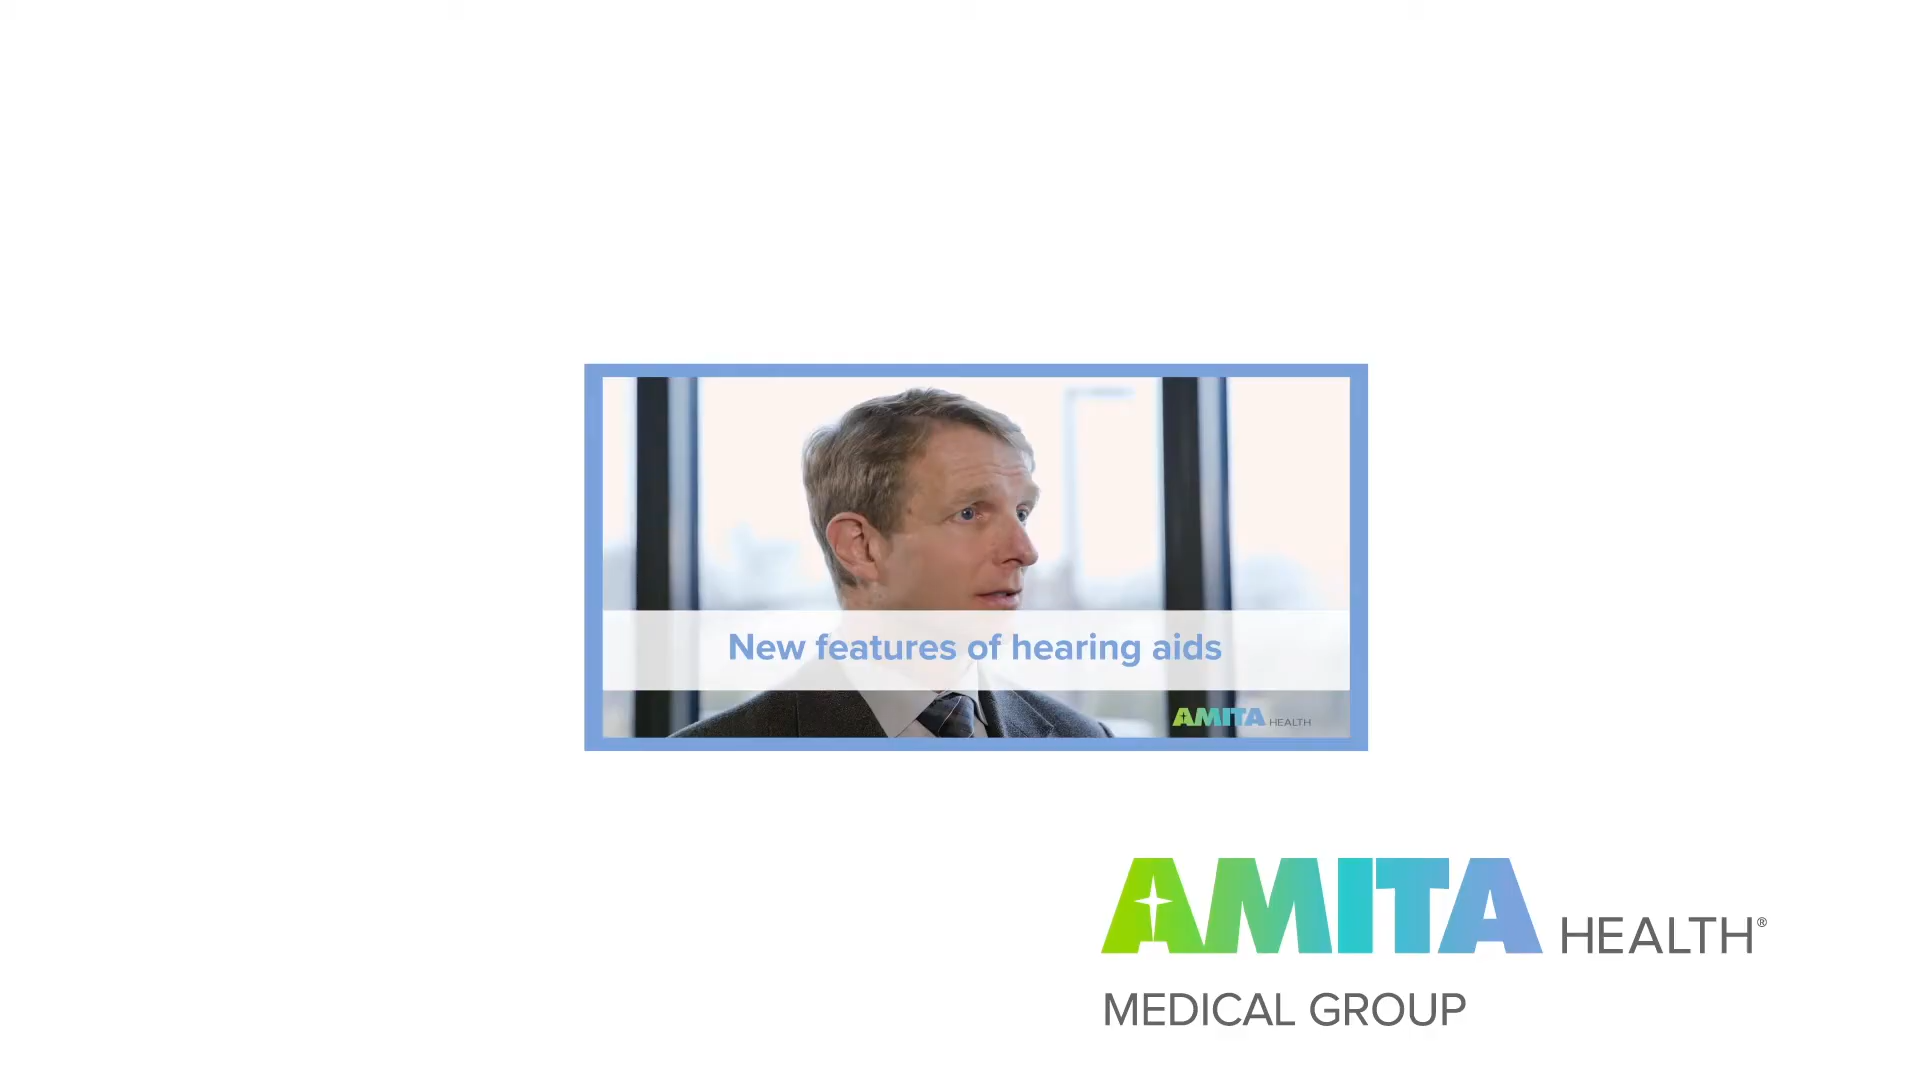 New features of hearing aids
AMITA HEALTH
AMITA HEALTH®
MEDICAL GROUP